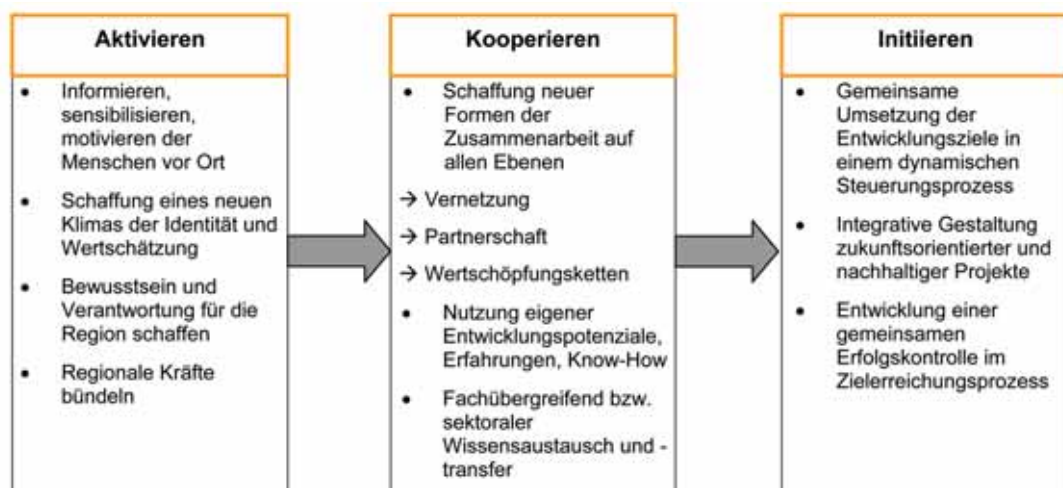 Aktivieren
• Informieren,
sensibilisieren,
motivieren der
Menschen vor Ort
• Schaffung eines neuen
Klimas der Identität und
Wertschätzung
• Bewusstsein und
Verantwortung für die
Region schaffen
• Regionale Kräfte
bündeln
Kooperieren
• Schaffung neuer
Formen der
Zusammenarbeit auf
allen Ebenen
→ Vernetzung
→ Partnerschaft
→ Wertschöpfungsketten
• Nutzung eigener
Entwicklungspotenziale,
Erfahrungen, Know-How
• Fachübergreifend bzw.
sektoraler
Wissensaustausch und -
transfer
Initiieren
• Gemeinsame
Umsetzung der
Entwicklungsziele in
einem dynamischen
Steuerungsprozess
• Integrative Gestaltung
zukunftsorientierter und
nachhaltiger Projekte
• Entwicklung einer
gemeinsamen
Erfolgskontrolle im
Zielerreichungsprozess